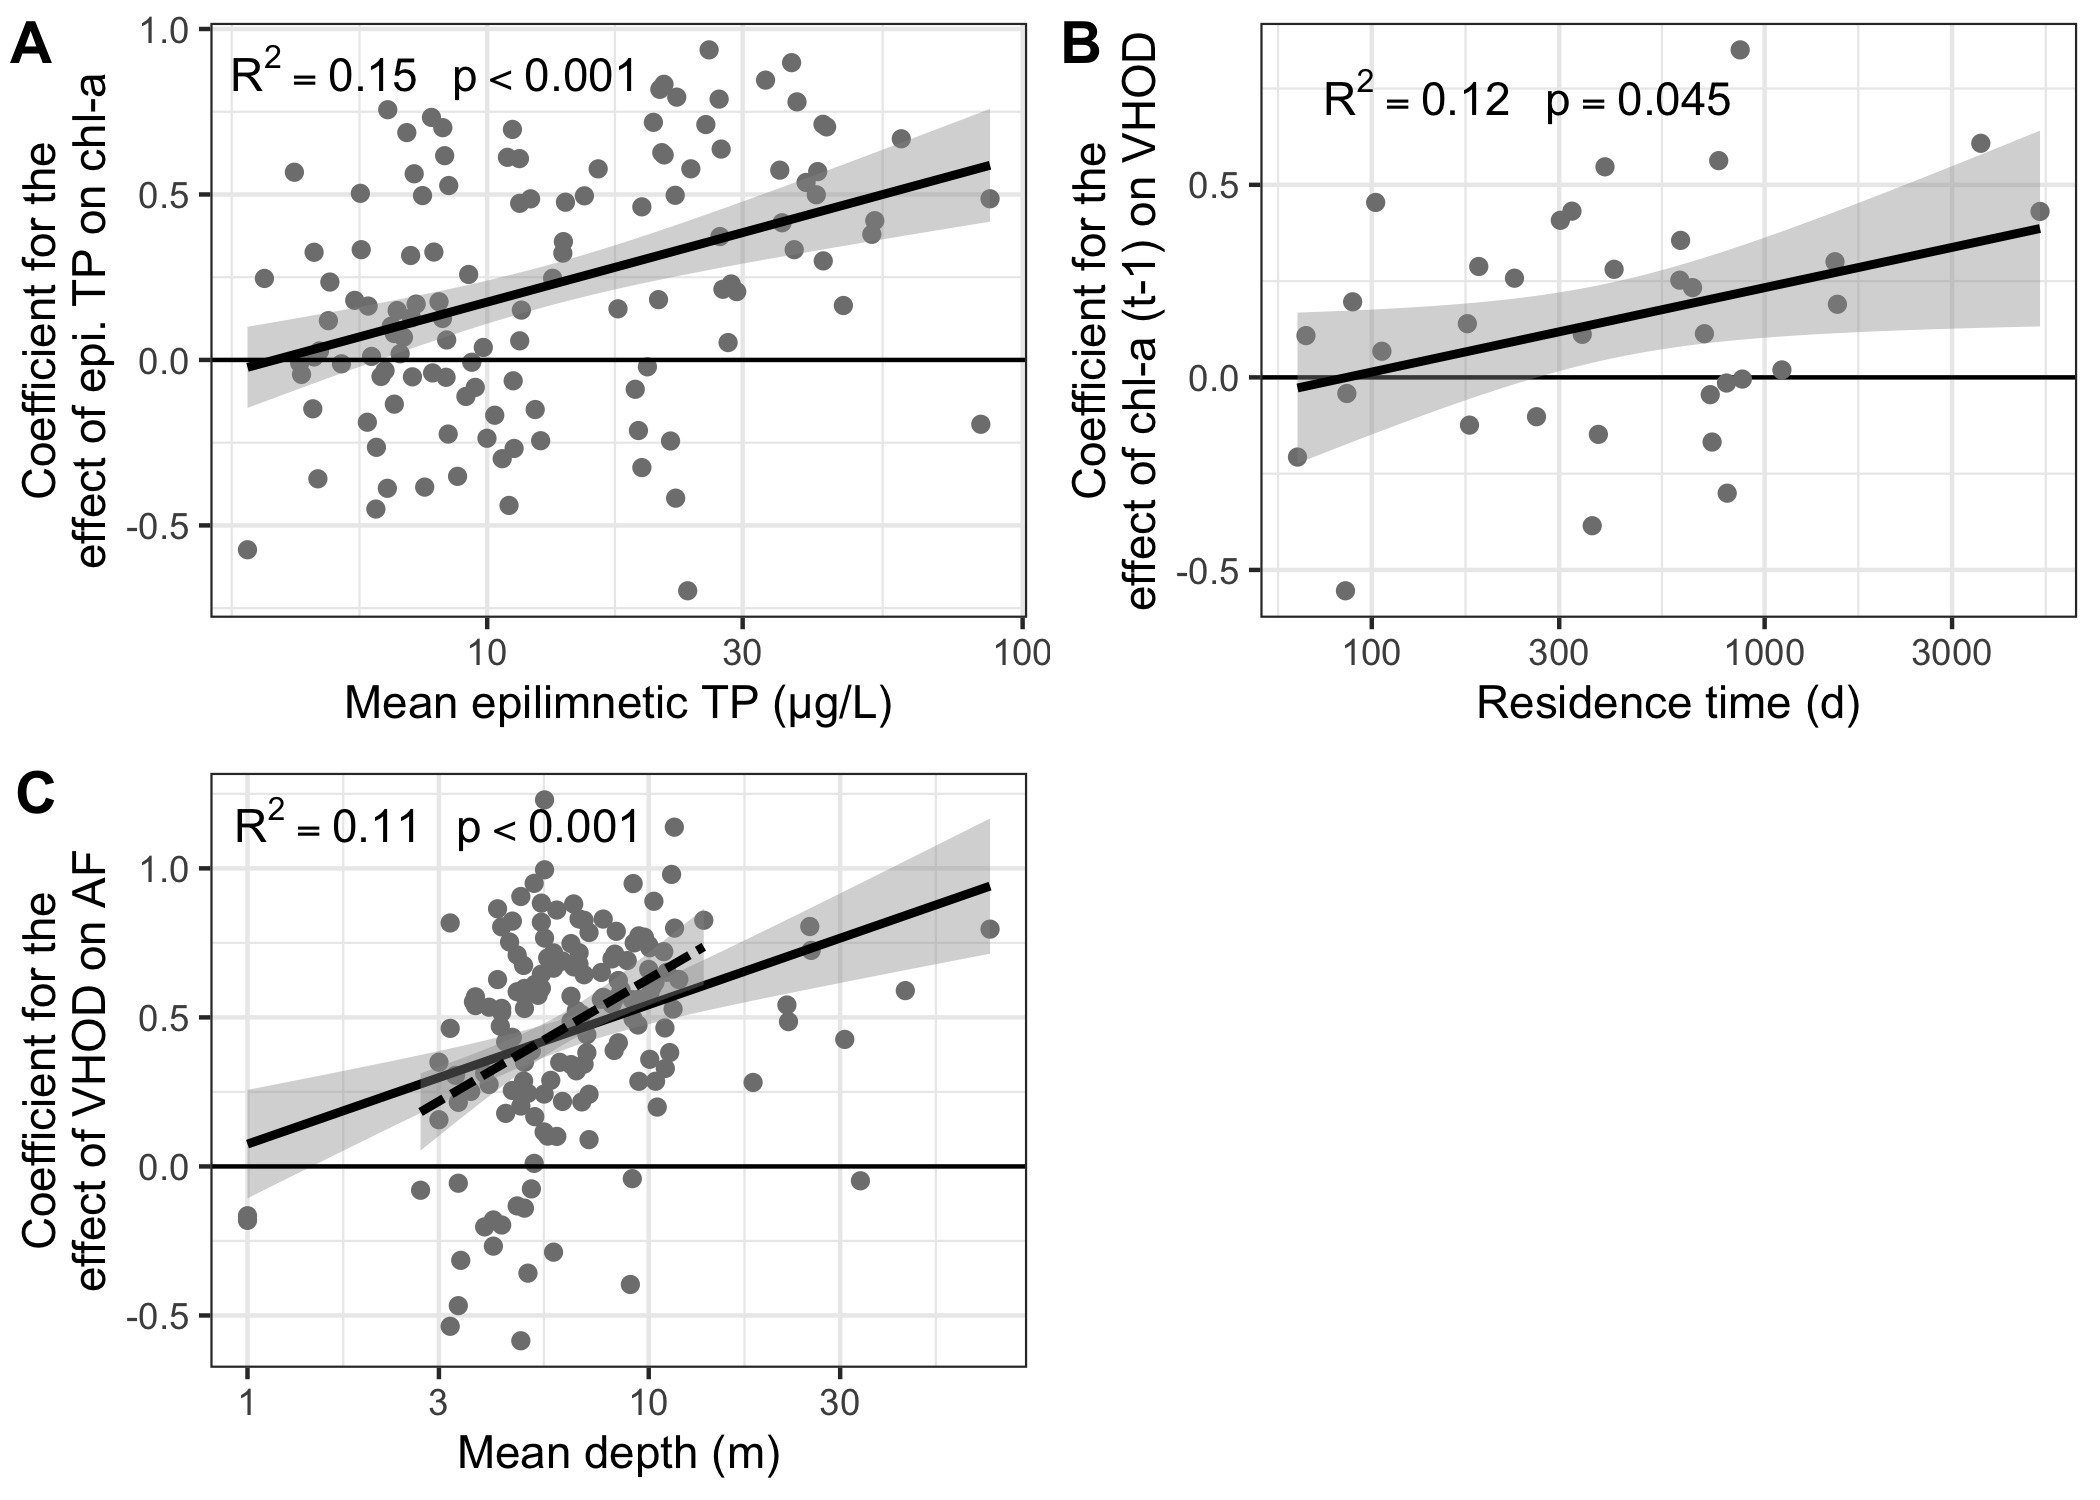 A
R² = 0.15 p < 0.001
Coefficient for the
effect of epi. TP on chl-a
1.0
0.5
0.0
-0.5
10
30
100
Mean epilimnetic TP (µg/L)
B
R² = 0.12 p = 0.045
Coefficient for the
effect of chl-a (t-1) on VHOD
0.5
0.0
-0.5
100
300
1000
3000
Residence time (d)
C
R² = 0.11 p < 0.001
Coefficient for the
effect of VHOD on AF
1.0
0.5
0.0
-0.5
1
3
10
30
Mean depth (m)